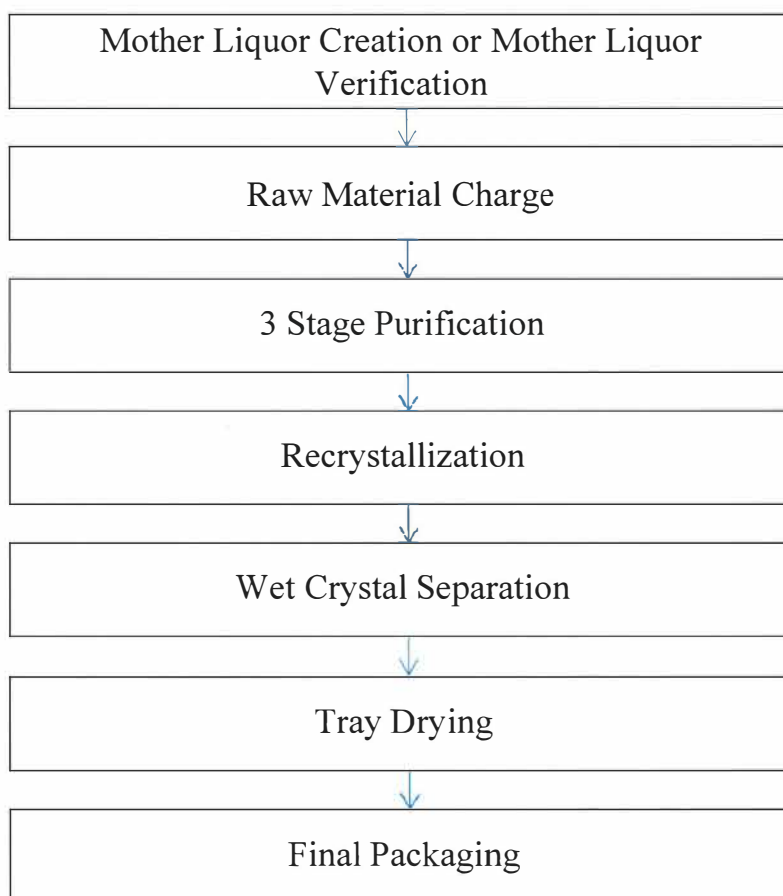 Mother Liquor Creation or Mother Liquor
Verification
Raw Material Charge
3 Stage Purification
Recrystallization
Wet Crystal Separation
Tray Drying
Final Packaging